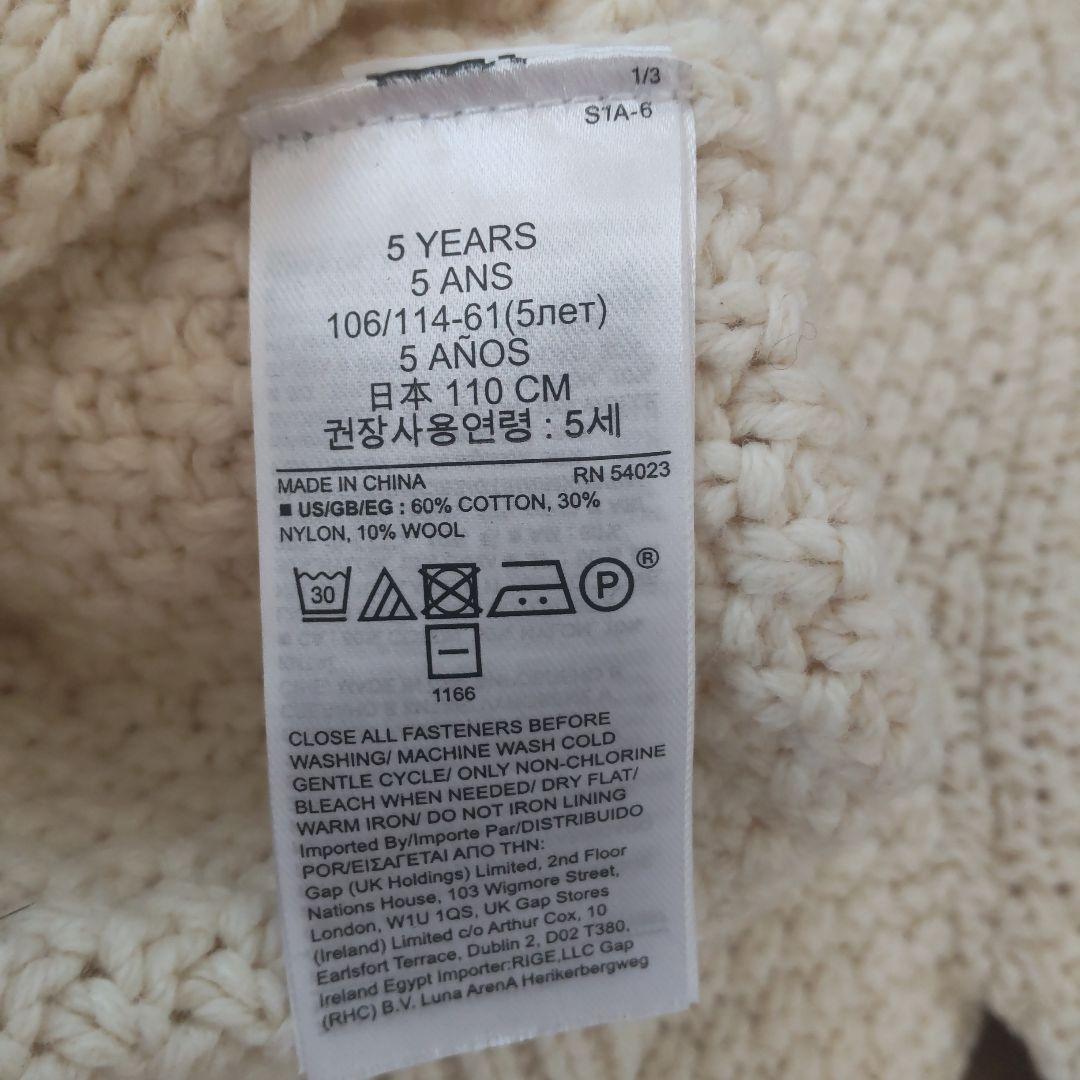 1/3
S1A-6
5 YEARS
5 ANS
106/114-61(5лет)
5 AÑOS
日本 110 CM
권장사용연령 : 5세
MADE IN CHINA RN 54023
■ US/GB/EG : 60% COTTON, 30%
NYLON, 10% WOOL
30 P ®
1166
CLOSE ALL FASTENERS BEFORE
WASHING/ MACHINE WASH COLD
GENTLE CYCLE/ ONLY NON-CHLORINE
BLEACH WHEN NEEDED/ DRY FLAT/
WARM IRON/ DO NOT IRON LINING
Imported By/Importe Par/DISTRIBUIDO
POR/ΕΙΣΑΓΕΤΑΙ ΑΠΟ ΤΗΝ:
Gap (UK Holdings) Limited, 2nd Floor
Nations House, 103 Wigmore Street,
London, W1U 1QS, UK Gap Stores
(Ireland) Limited c/o Arthur Cox, 10
Earlsfort Terrace, Dublin 2, D02 T380,
Ireland Egypt Importer:RIGE,LLC Gap
(RHC) B.V. Luna ArenA Herikerbergweg